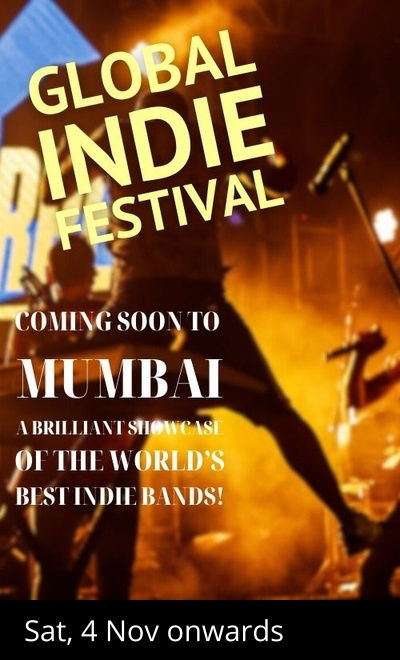 GLOBAL
INDIE
FESTIVAL
COMING SOON TO
MUMBAI
A BRILLIANT SHOWCASE
OF THE WORLD'S
BEST INDIE BANDS!
Sat, 4 Nov onwards